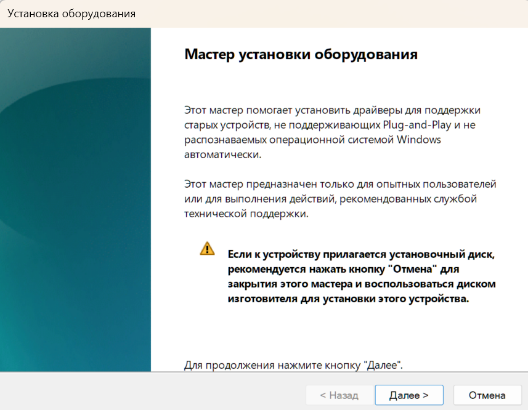 Установка оборудования
Мастер установки оборудования
Этот мастер помогает установить драйверы для поддержки
старых устройств, не поддерживающих Plug-and-Play и не
распознаваемых операционной системой Windows
автоматически.
Этот мастер предназначен только для опытных пользователей
или для выполнения действий, рекомендованных службой
технической поддержки.
Если к устройству прилагается установочный диск,
рекомендуется нажать кнопку "Отмена" для
закрытия этого мастера и воспользоваться диском
изготовителя для установки этого устройства.
Для продолжения нажмите кнопку "Далее".
< Назад Далее > Отмена